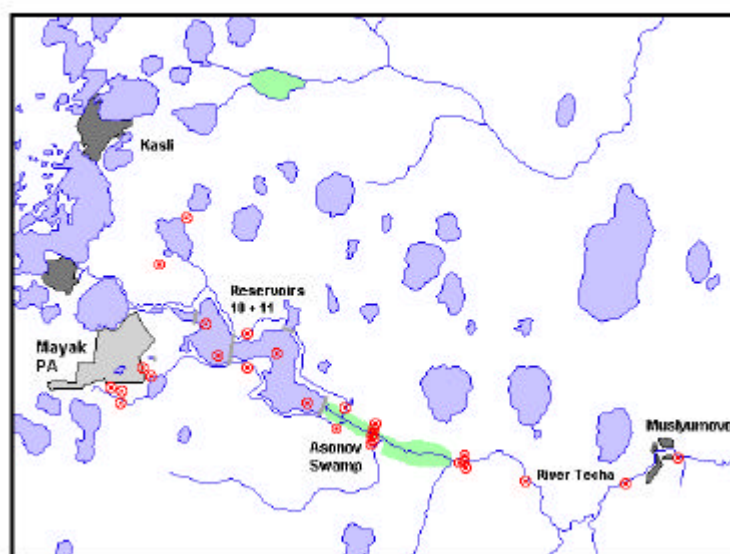 Kasli
Reservoirs
10 + 11
Mayak
PA
Asanov
Swamp
Muslyumovo
River Techa